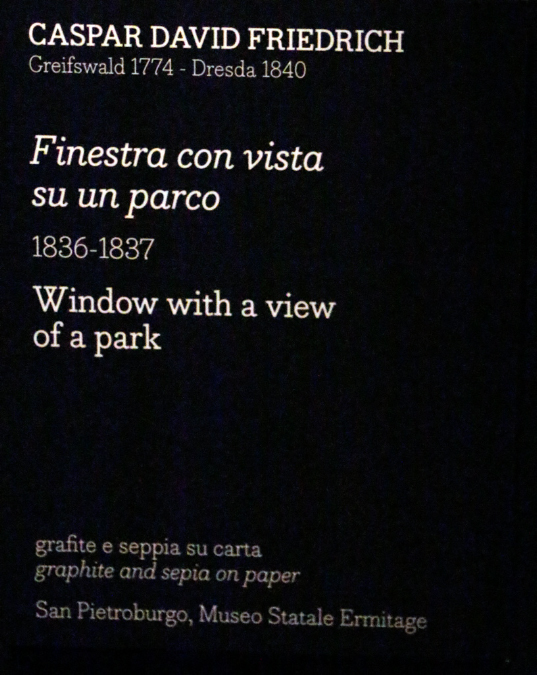 CASPAR DAVID FRIEDRICH
Greifswald 1774 - Dresda 1840
Finestra con vista
su un parco
1836-1837
Window with a view
of a park
grafite e seppia su carta
graphite and sepia on paper
San Pietroburgo, Museo Statale Ermitage